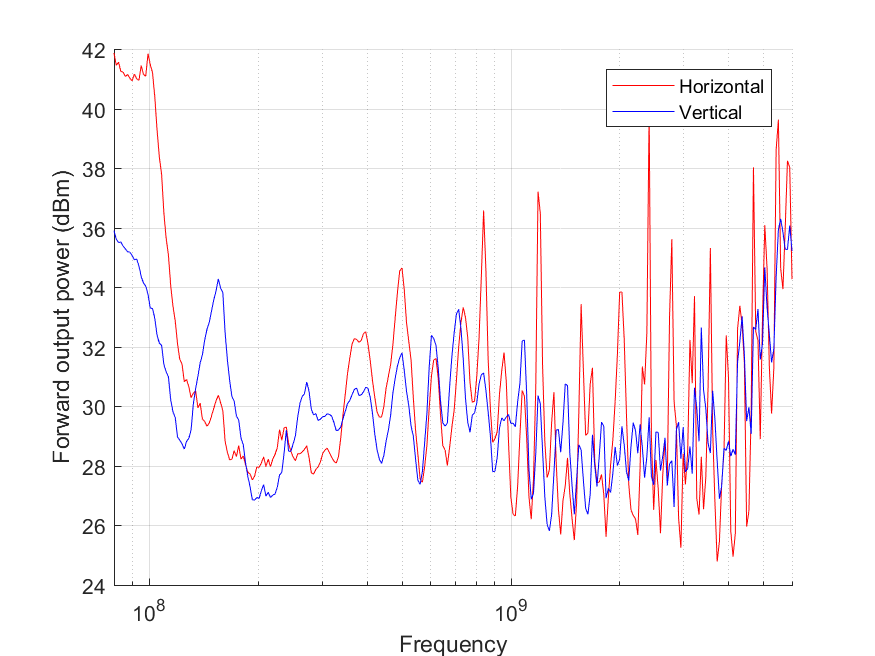 42
40
38
36
34
32
30
28
26
24
Forward output power (dBm)
Horizontal
Vertical
10^8 10^9
Frequency